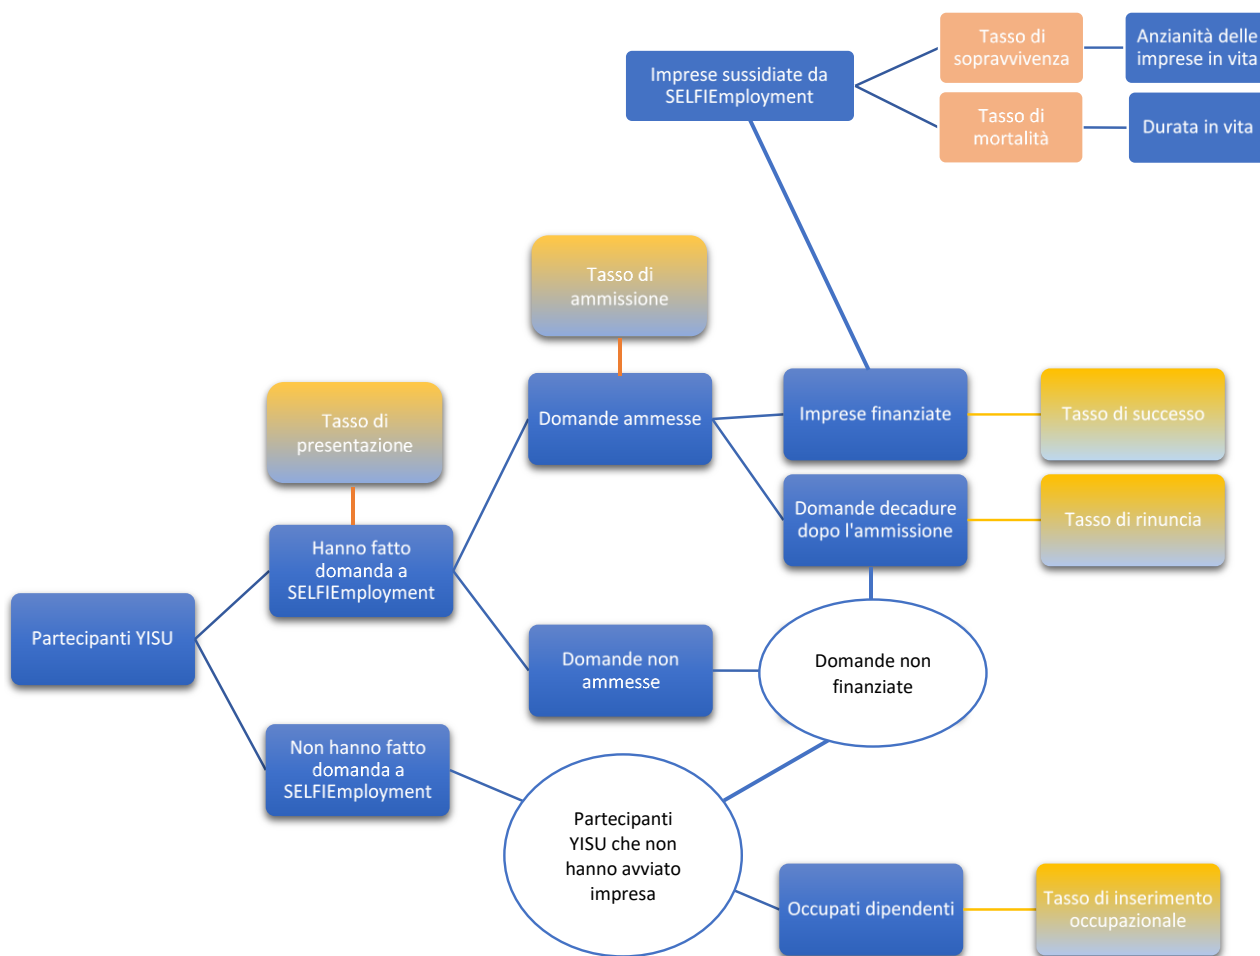 Imprese sussidiate da
SELFIEmployment
Tasso di
sopravvivenza
Anzianità delle
imprese in vita
Tasso di
mortalità
Durata in vita
Tasso di
ammissione
Tasso di
presentazione
Domande ammesse
Imprese finanziate
Tasso di successo
Domande decadure
dopo l'ammissione
Tasso di rinuncia
Hanno fatto
domanda a
SELFIEmployment
Partecipanti YISU
Domande non
ammesse
Domande non
finanziate
Non hanno fatto
domanda a
SELFIEmployment
Partecipanti
YISU che non
hanno avviato
impresa
Occupati dipendenti
Tasso di inserimento
occupazionale